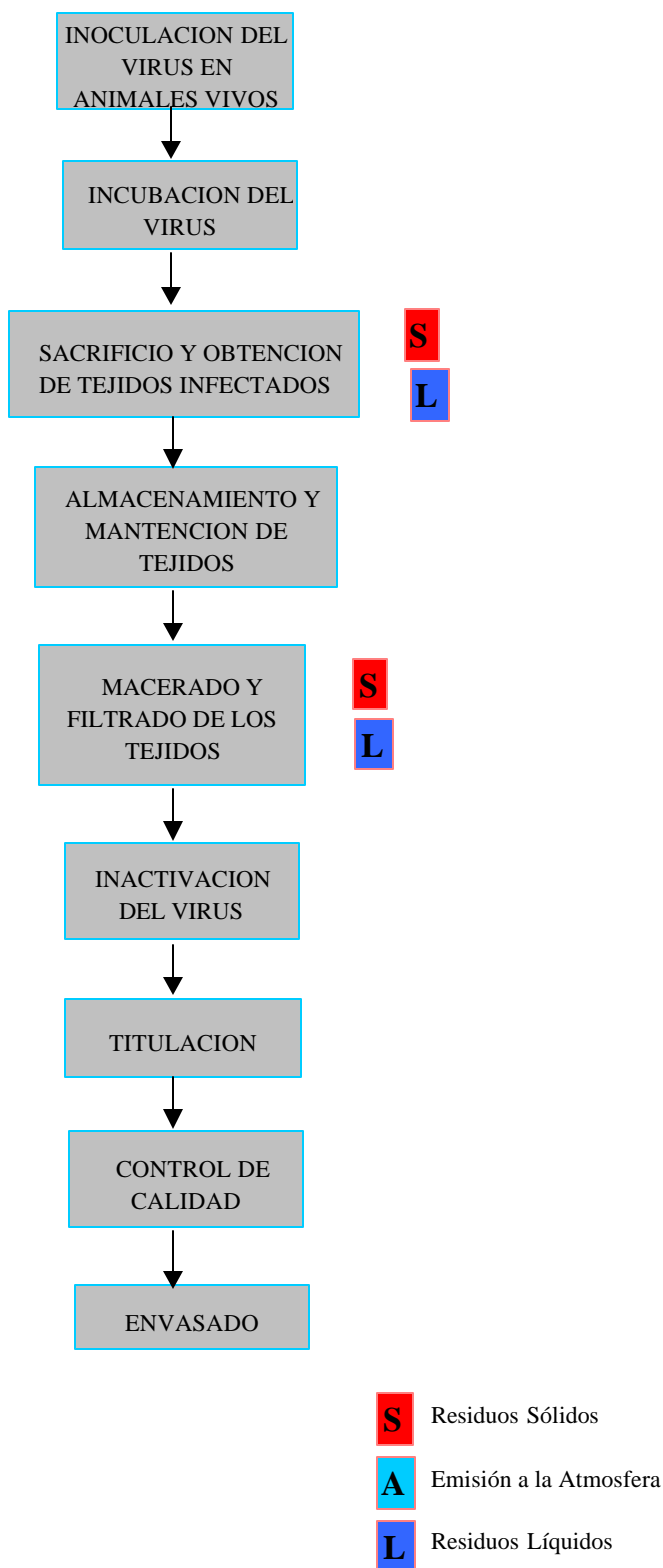 INOCULACION DEL
VIRUS EN
ANIMALES VIVOS
INCUBACION DEL
VIRUS
SACRIFICIO Y OBTENCION
DE TEJIDOS INFECTADOS
S
L
ALMACENAMIENTO Y
MANTENCION DE
TEJIDOS
MACERADO Y
FILTRADO DE LOS
TEJIDOS
S
L
INACTIVACION
DEL VIRUS
TITULACION
CONTROL DE
CALIDAD
ENVASADO
S Residuos Sólidos
A Emisión a la Atmosfera
L Residuos Líquidos